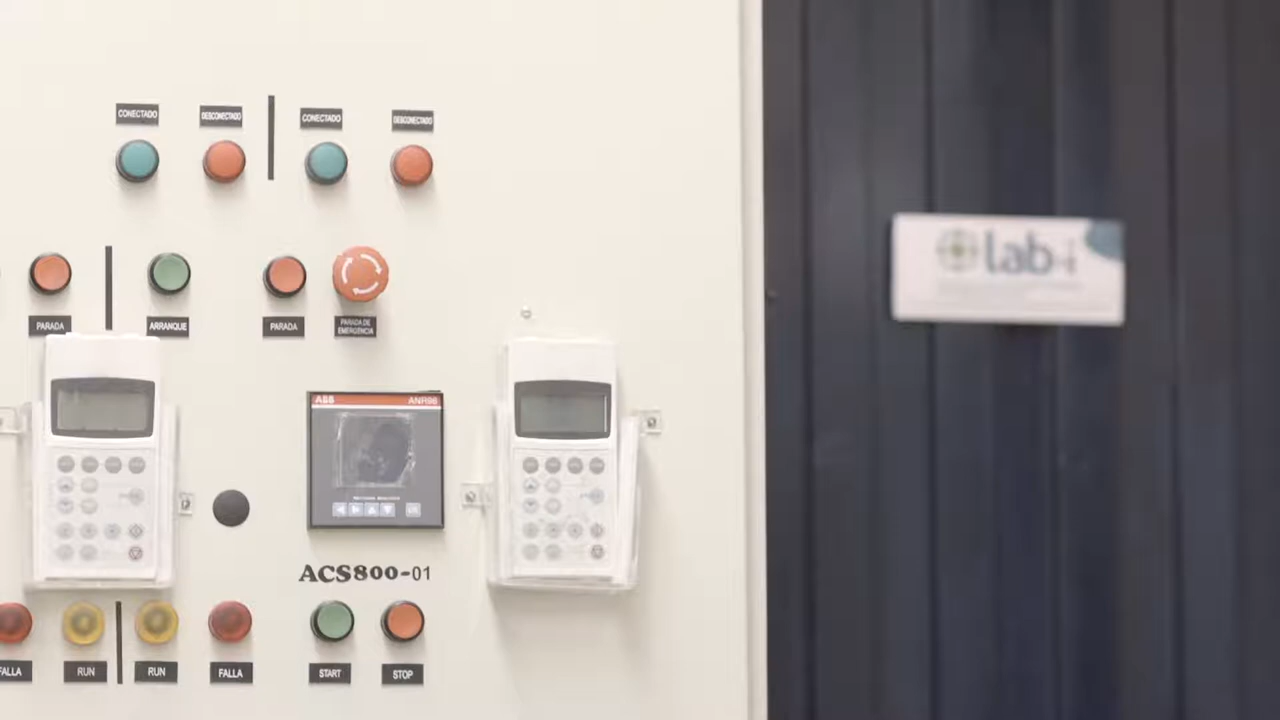 CONECTADO
DESCONECTADO
CONECTADO
DESCONECTADO
PARADA
ARRANQUE
PARADA
PARADA DE
EMERGENCIA
ABB ANR96
ACS800-01
FALLA
RUN
RUN
FALLA
START
STOP
lab+i